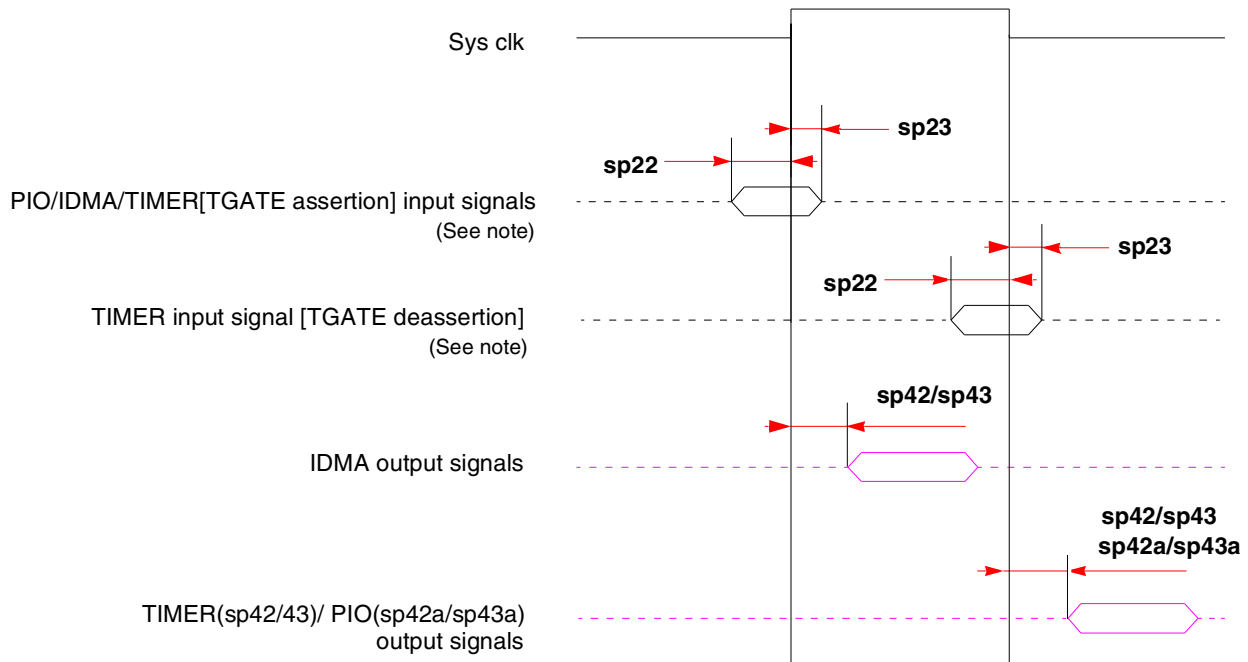 Sys clk
sp23
sp22
PIO/IDMA/TIMER[TGATE assertion] input signals
(See note)
sp23
sp22
TIMER input signal [TGATE deassertion]
(See note)
sp42/sp43
IDMA output signals
sp42/sp43
sp42a/sp43a
TIMER(sp42/43)/ PIO(sp42a/sp43a)
output signals